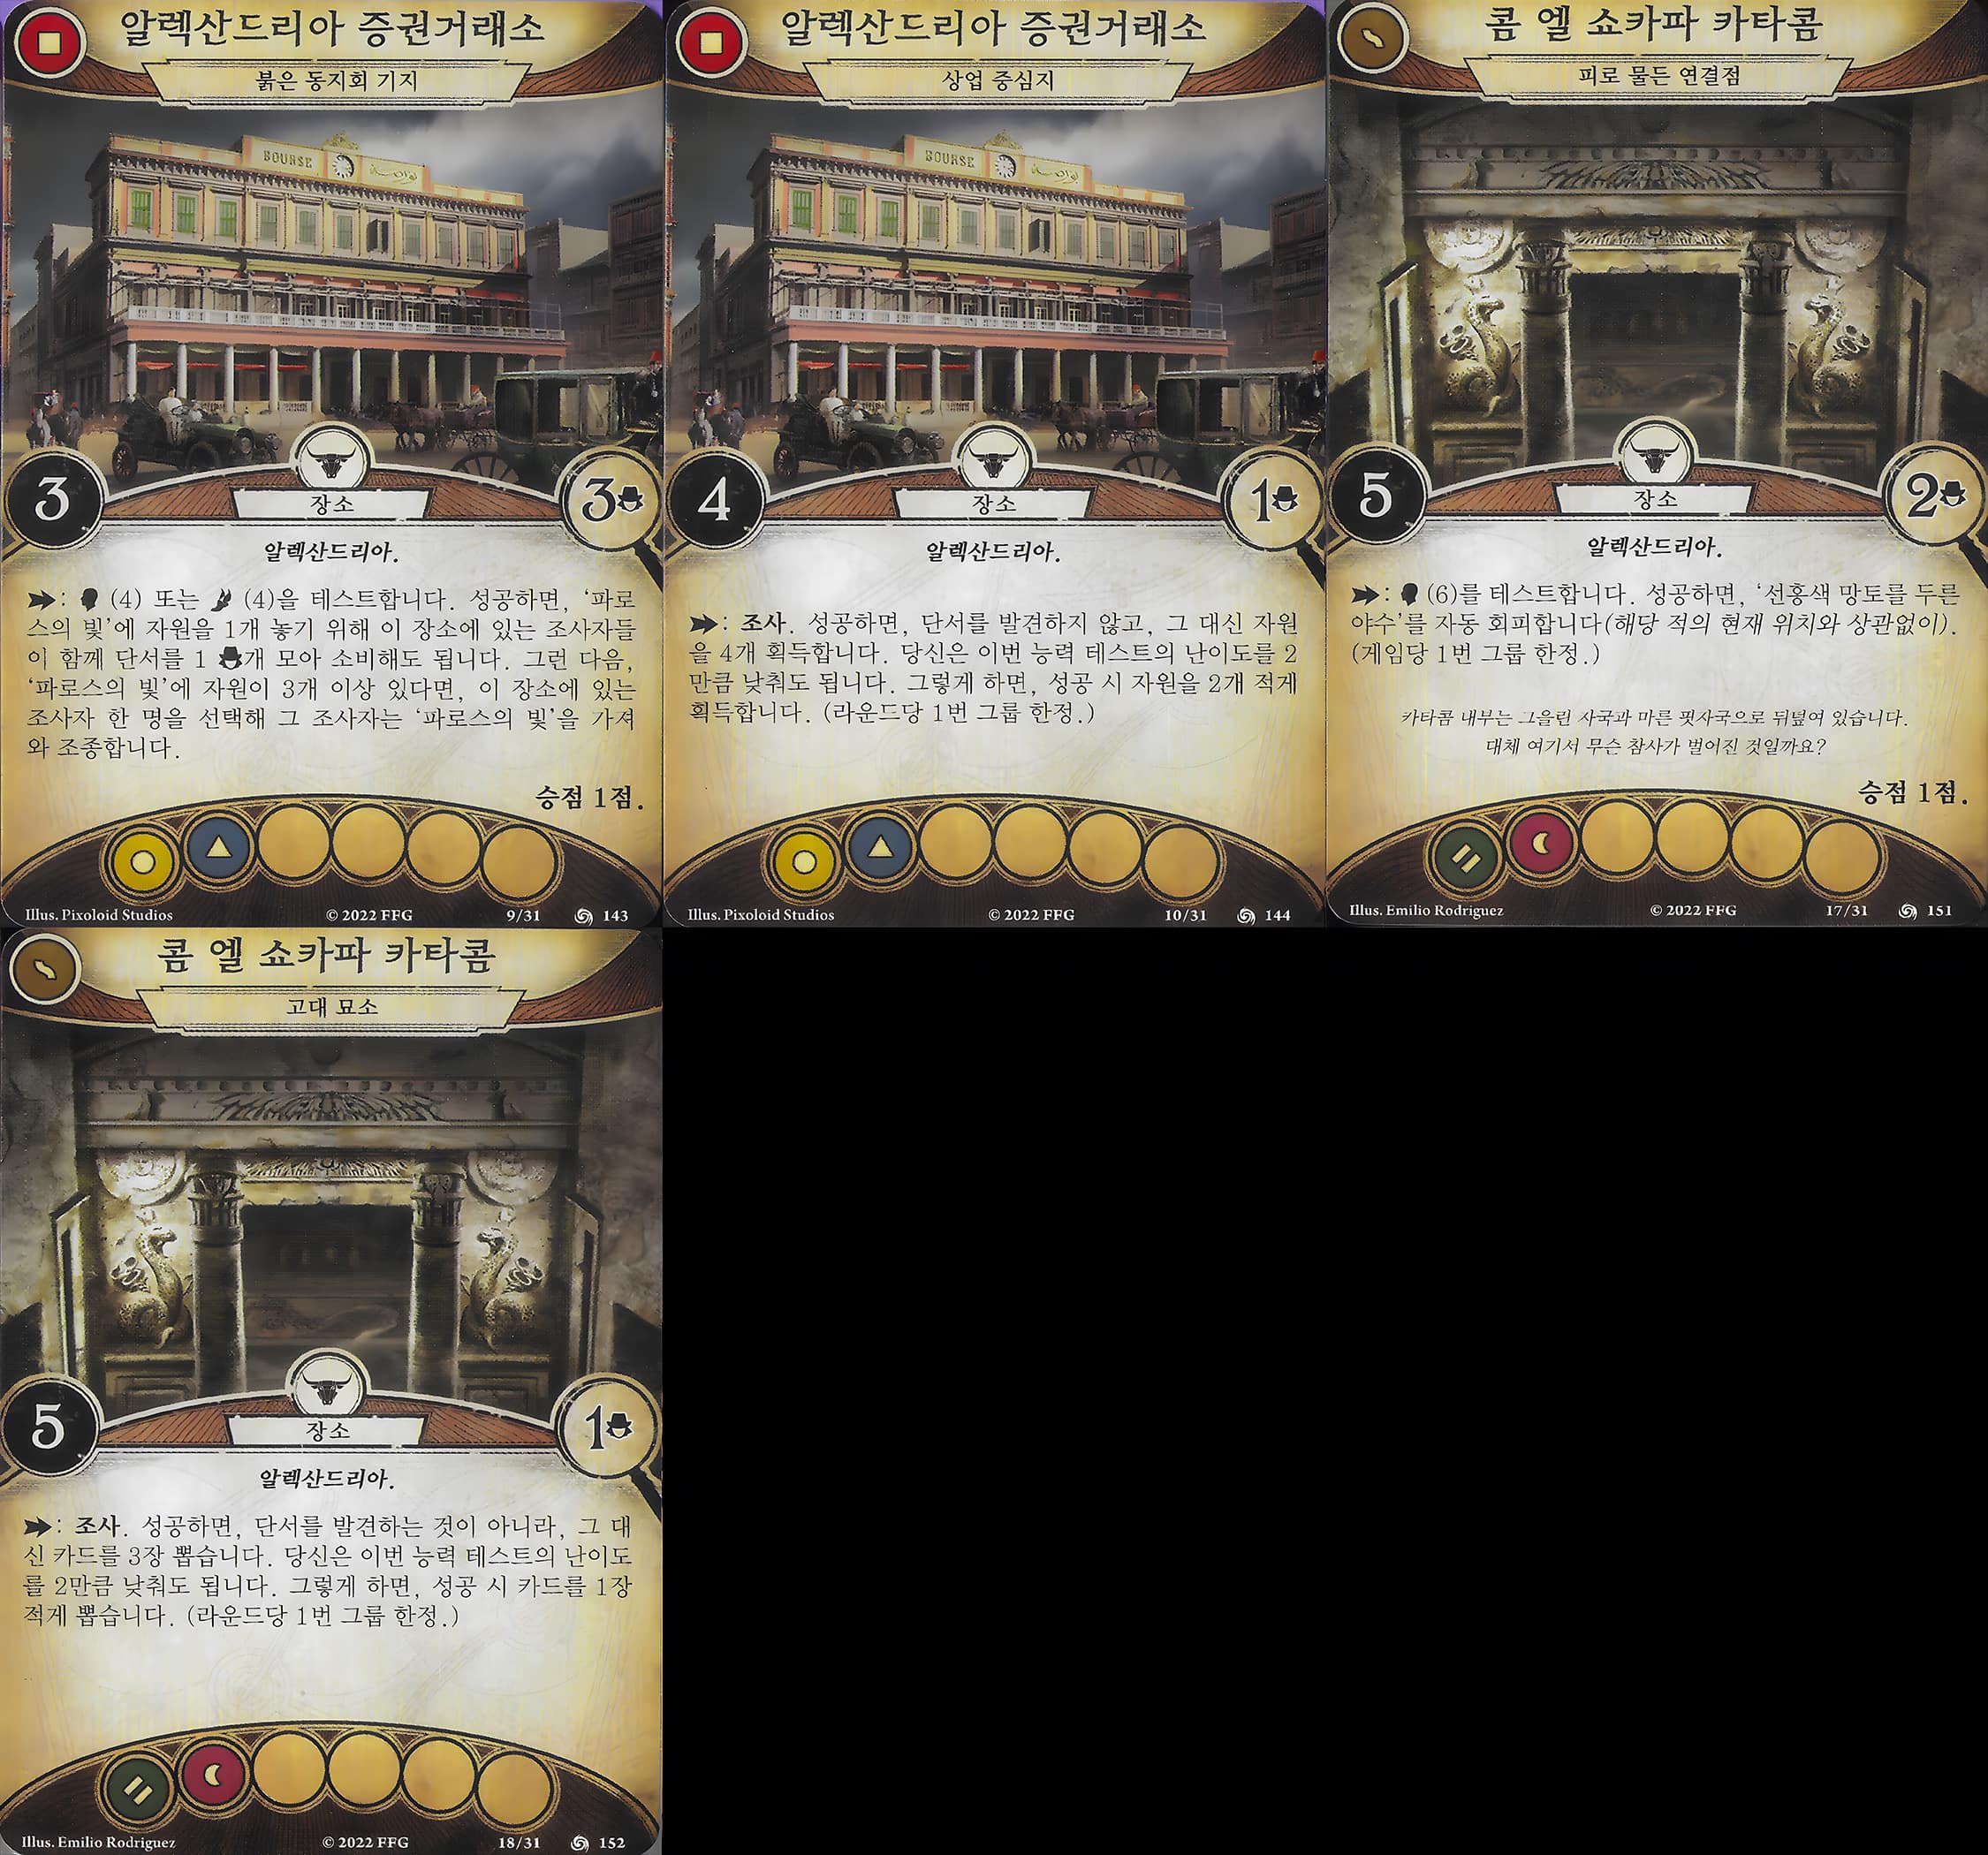 알렉산드리아 증권거래소
붉은 동지회 기지
BOURSE
3
장소
3
알렉산드리아.
: (4) 또는 (4)을 테스트합니다. 성공하면, ‘파로
스의 빛’에 자원을 1개 놓기 위해 이 장소에 있는 조사자들
이 함께 단서를 1 개 모아 소비해도 됩니다. 그런 다음,
‘파로스의 빛’에 자원이 3개 이상 있다면, 이 장소에 있는
조사자 한 명을 선택해 그 조사자는 ‘파로스의 빛’을 가져
와 조종합니다.
승점 1점.
Illus. Pixoloid Studios
© 2022 FFG
9/31
143
알렉산드리아 증권거래소
상업 중심지
BOURSE
4
장소
1
알렉산드리아.
: 조사. 성공하면, 단서를 발견하지 않고, 그 대신 자원
을 4개 획득합니다. 당신은 이번 능력 테스트의 난이도를 2
만큼 낮춰도 됩니다. 그렇게 하면, 성공 시 자원을 2개 적게
획득합니다. (라운드당 1번 그룹 한정.)
Illus. Pixoloid Studios
© 2022 FFG
10/31
144
콤 엘 쇼카파 카타콤
피로 물든 연결점
5
장소
2
알렉산드리아.
: (6)를 테스트합니다. 성공하면, ‘선홍색 망토를 두른
야수’를 자동 회피합니다(해당 적의 현재 위치와 상관없이).
(게임당 1번 그룹 한정.)
카타콤 내부는 그을린 자국과 마른 핏자국으로 뒤덮여 있습니다.
대체 여기서 무슨 참사가 벌어진 것일까요?
승점 1점.
Illus. Emilio Rodriguez
© 2022 FFG
17/31
151
콤 엘 쇼카파 카타콤
고대 묘소
5
장소
1
알렉산드리아.
: 조사. 성공하면, 단서를 발견하는 것이 아니라, 그 대
신 카드를 3장 뽑습니다. 당신은 이번 능력 테스트의 난이도
를 2만큼 낮춰도 됩니다. 그렇게 하면, 성공 시 카드를 1장
적게 뽑습니다. (라운드당 1번 그룹 한정.)
Illus. Emilio Rodriguez
© 2022 FFG
18/31
152